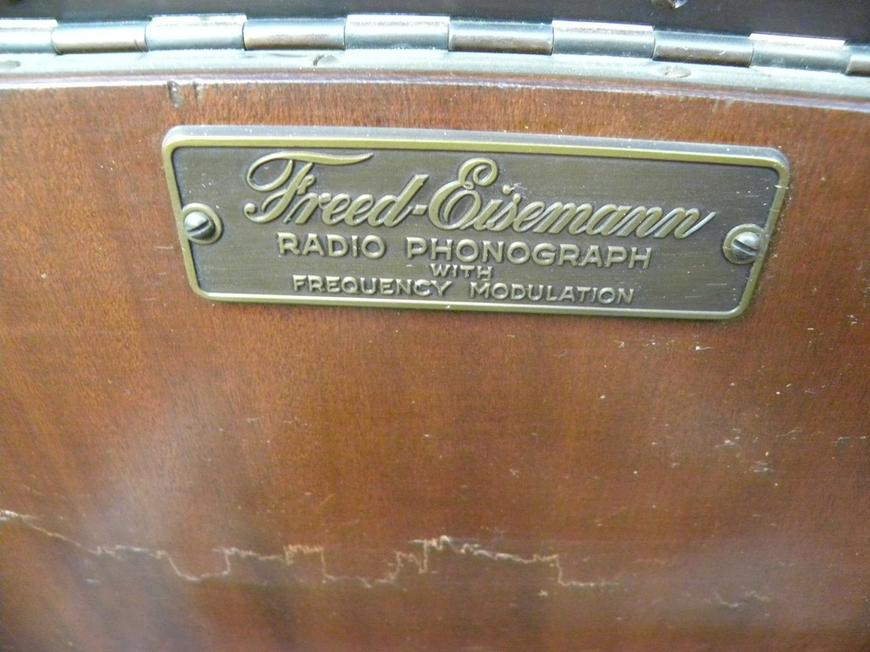 Freed-Eisemann
RADIO PHONOGRAPH
WITH
FREQUENCY MODULATION